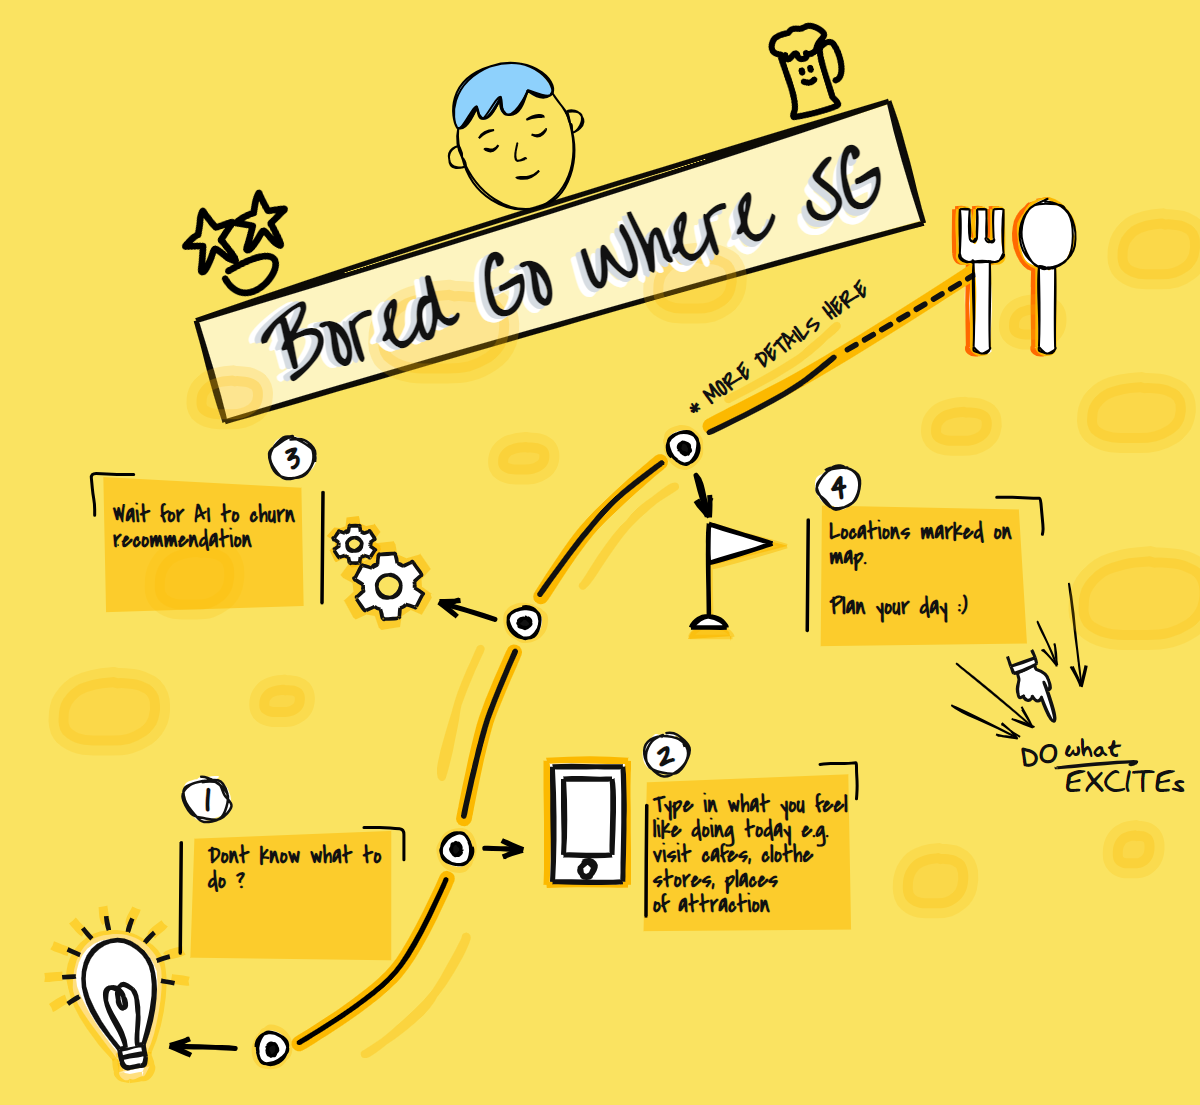 Bored Go Where SG
* MORE DETAILS HERE
3
Wait for AI to churn
recommendation
4
Locations marked on
map.
Plan your day :)
DO what
EXCITEs
1
Dont know what to
do ?
2
Type in what you feel
like doing today e.g.
visit cafes, clothe
stores, places
of attraction